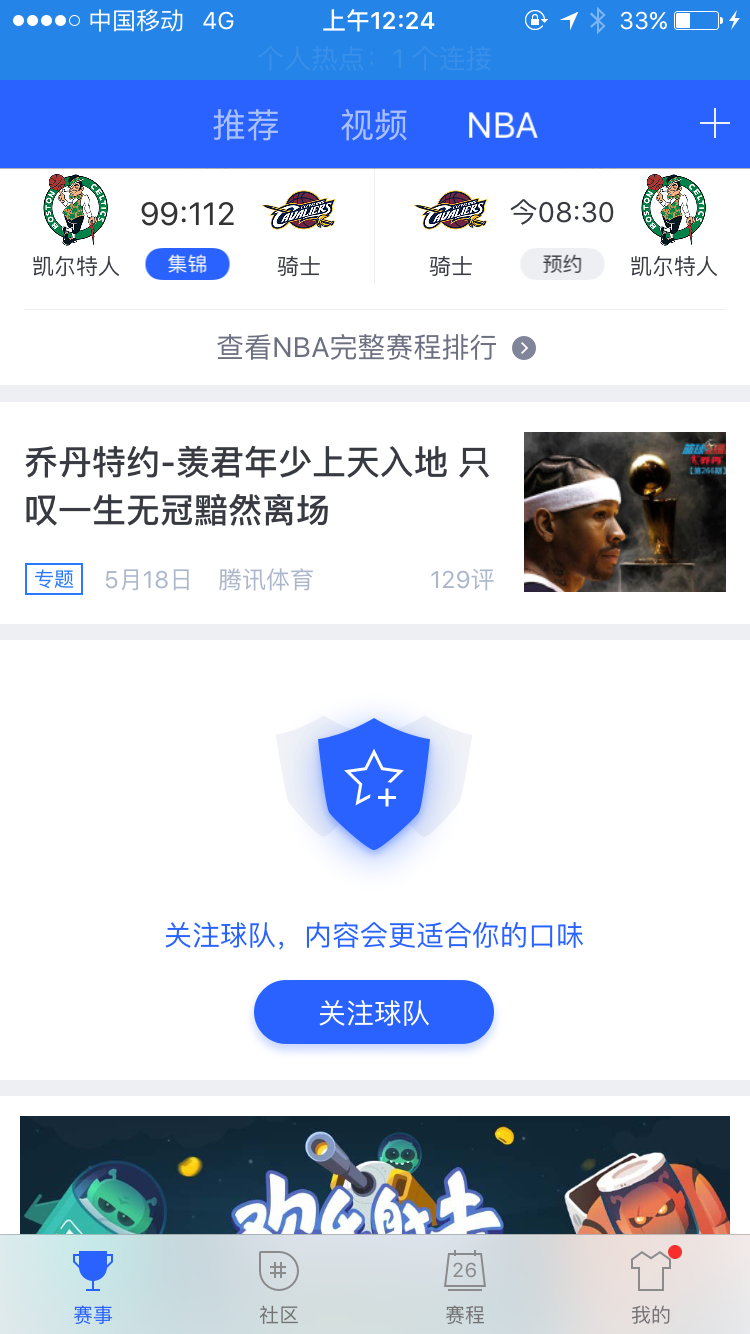 中国移动 4G 上午12:24 33%
个人热点：1 个连接
推荐 视频 NBA
99:112 今08:30
集锦 预约
凯尔特人 骑士 骑士 凯尔特人
查看NBA完整赛程排行
乔丹特约-羡君年少上天入地 只
叹一生无冠黯然离场
专题 5月18日 腾讯体育 129评
关注球队，内容会更适合你的口味
关注球队
26
赛事 社区 赛程 我的